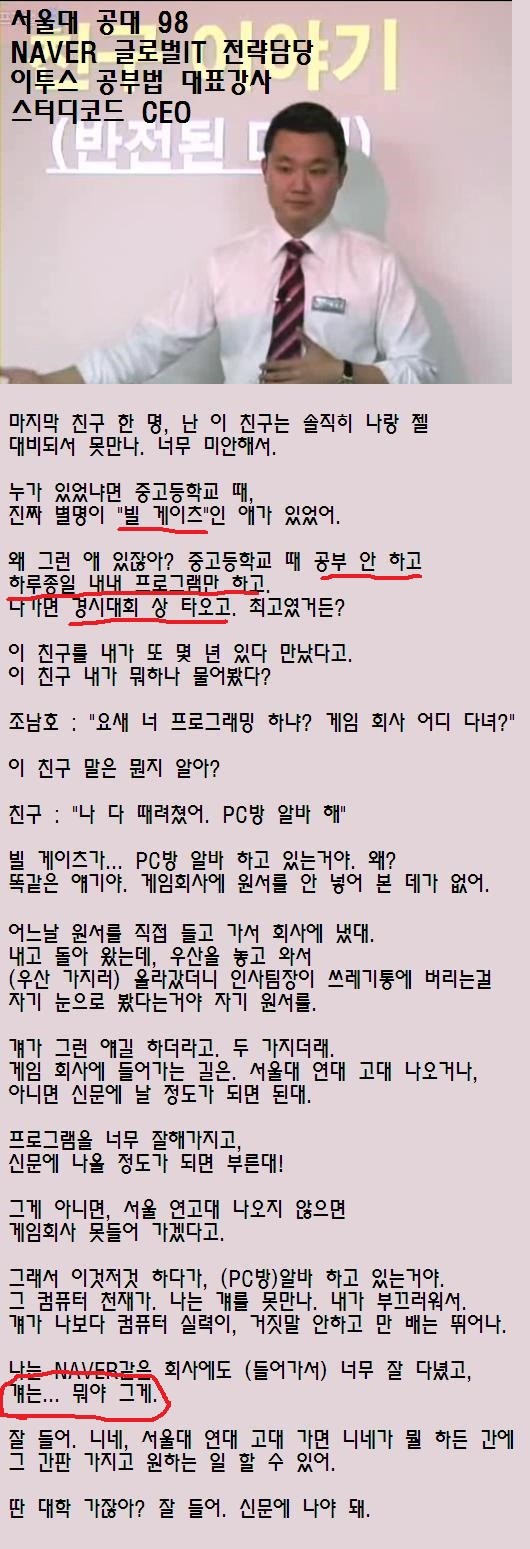 서울대 공대 98
NAVER 글로벌IT 전략담당
이투스 공부법 대표강사
스터디코드 CEO
이야기
(반전된
마지막 친구 한 명, 난 이 친구는 솔직히 나랑 젤
대비되서 못만나. 너무 미안해서.
누가 있었냐면 중고등학교 때,
진짜 별명이 "빌 게이츠"인 애가 있었어.
왜 그런 애 있잖아? 중고등학교 때 공부 안 하고
하루종일 내내 프로그램만 하고.
나가면 경시대회 상 타오고. 최고였거든?
이 친구를 내가 또 몇 년 있다 만났다고.
이 친구 내가 뭐하나 물어봤다?
조남호 : "요새 너 프로그래밍 하냐? 게임 회사 어디 다녀?"
이 친구 말은 뭔지 알아?
친구 : "나 다 때려쳤어. PC방 알바 해"
빌 게이츠가... PC방 알바 하고 있는거야. 왜?
똑같은 얘기야. 게임회사에 원서를 안 넣어 본 데가 없어.
어느날 원서를 직접 들고 가서 회사에 냈대.
내고 돌아 왔는데, 우산을 놓고 와서
(우산 가지러) 올라갔더니 인사팀장이 쓰레기통에 버리는걸
자기 눈으로 봤다는거야 자기 원서를.
걔가 그런 얘길 하더라고. 두 가지더래.
게임 회사에 들어가는 길은. 서울대 연대 고대 나오거나,
아니면 신문에 날 정도가 되면 된대.
프로그램을 너무 잘해가지고,
신문에 나올 정도가 되면 부른대!
그게 아니면, 서울 연고대 나오지 않으면
게임회사 못들어 가겠다고.
그래서 이것저것 하다가, (PC방)알바 하고 있는거야.
그 컴퓨터 천재가. 나는 걔를 못만나. 내가 부끄러워서.
걔가 나보다 컴퓨터 실력이, 거짓말 안하고 만 배는 뛰어나.
나는 NAVER같은 회사에도 (들어가서) 너무 잘 다녔고,
걔는... 뭐야 그게.
잘 들어. 니네, 서울대 연대 고대 가면 니네가 뭘 하든 간에
그 간판 가지고 원하는 일 할 수 있어.
딴 대학 가잖아? 잘 들어. 신문에 나야 돼.